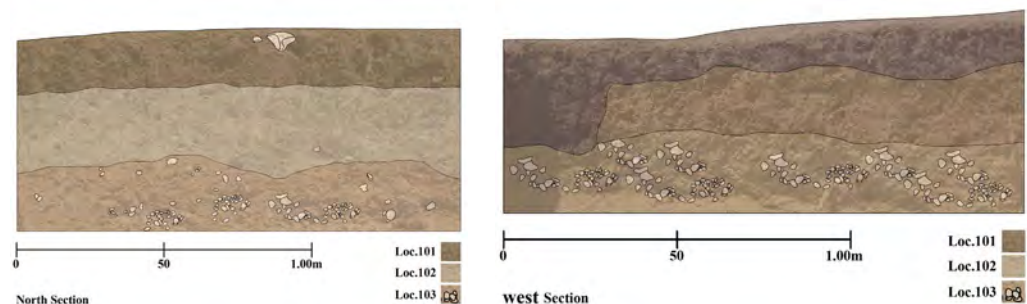 0 50 1.00m
Loc.101
Loc.102
Loc.103
North Section
0 50 1.00m
Loc.101
Loc.102
Loc.103
west Section